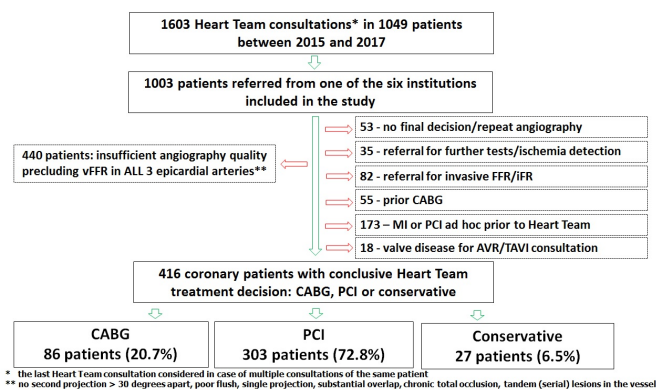 1603 Heart Team consultations* in 1049 patients
between 2015 and 2017
1003 patients referred from one of the six institutions
included in the study
440 patients: insufficient angiography quality
precluding vFFR in ALL 3 epicardial arteries**
53 - no final decision/repeat angiography
35 - referral for further tests/ischemia detection
82 - referral for invasive FFR/iFR
55 - prior CABG
173 – MI or PCI ad hoc prior to Heart Team
18 - valve disease for AVR/TAVI consultation
416 coronary patients with conclusive Heart Team
treatment decision: CABG, PCI or conservative
CABG
86 patients (20.7%)
PCI
303 patients (72.8%)
Conservative
27 patients (6.5%)
* the last Heart Team consultation considered in case of multiple consultations of the same patient
** no second projection > 30 degrees apart, poor flush, single projection, substantial overlap, chronic total occlusion, tandem (serial) lesions in the vessel